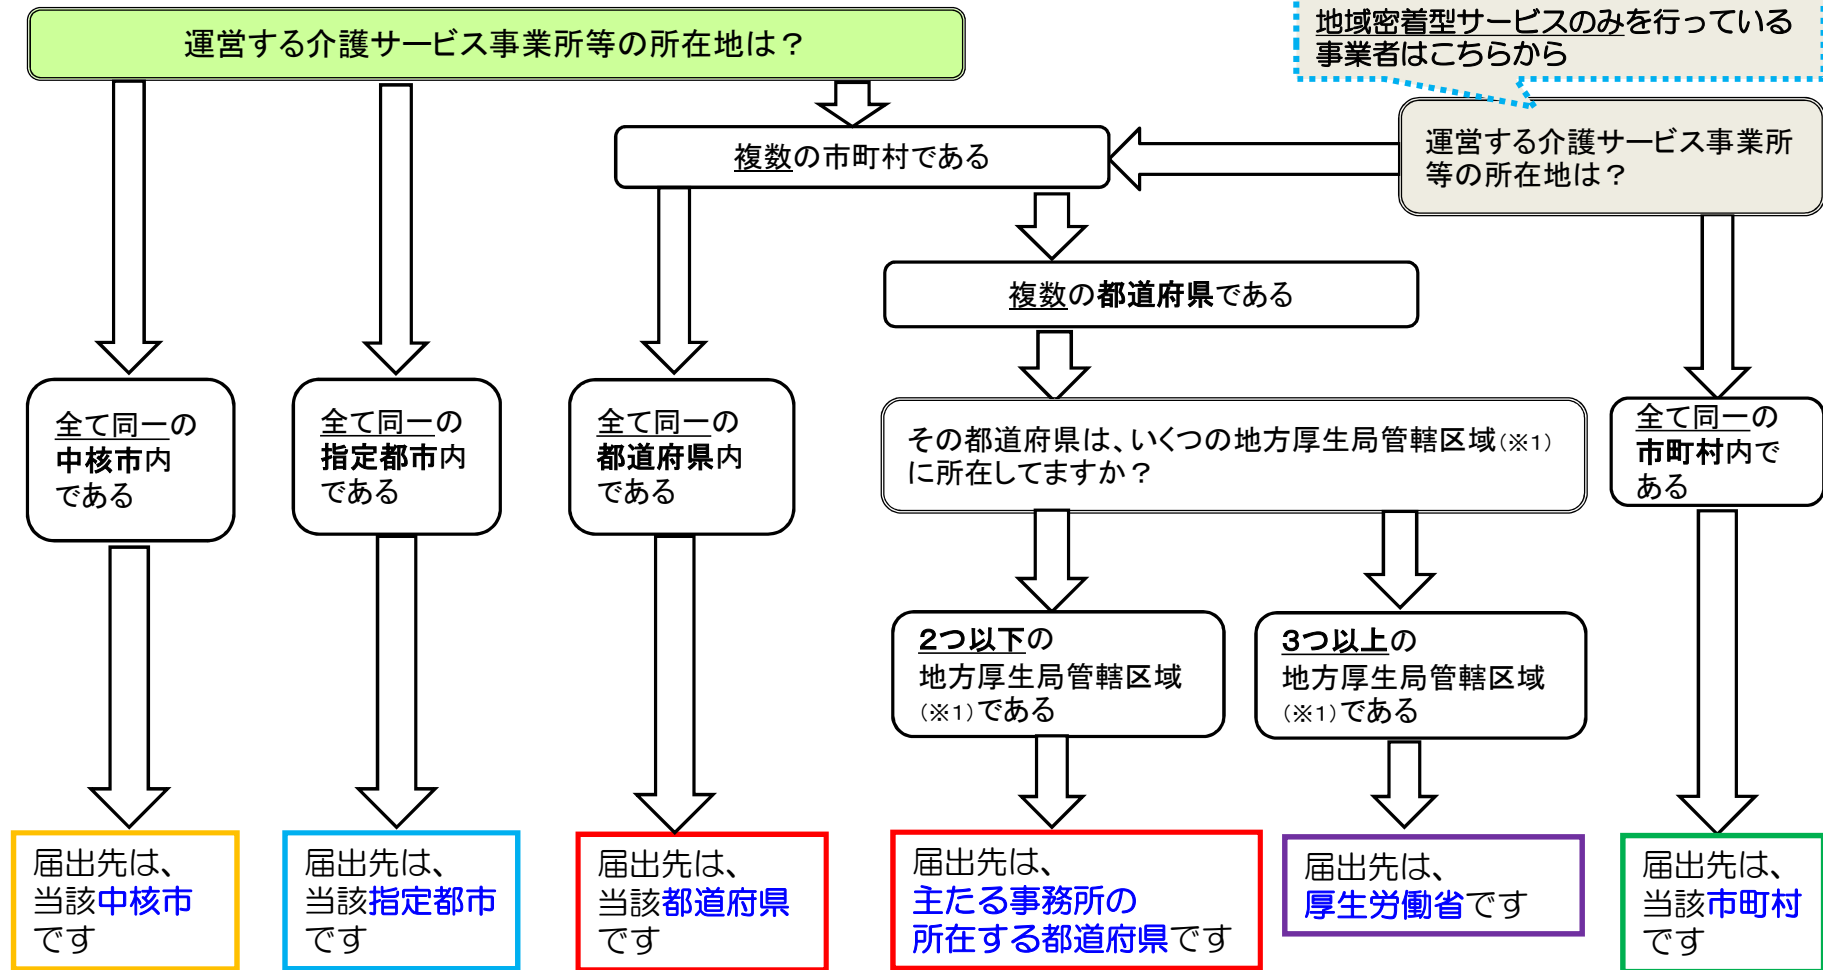 運営する介護サービス事業所等の所在地は？
地域密着型サービスのみを行っている
事業者はこちらから
複数の市町村である
運営する介護サービス事業所
等の所在地は？
複数の都道府県である
全て同一の
中核市内
である
全て同一の
指定都市内
である
全て同一の
都道府県内
である
その都道府県は、いくつの地方厚生局管轄区域(※1)
に所在してますか？
全て同一の
市町村内で
ある
2つ以下の
地方厚生局管轄区域
(※1)である
3つ以上の
地方厚生局管轄区域
(※1)である
届出先は、
当該中核市
です
届出先は、
当該指定都市
です
届出先は、
当該都道府県
です
届出先は、
主たる事務所の
所在する都道府県です
届出先は、
厚生労働省です
届出先は、
当該市町村
です